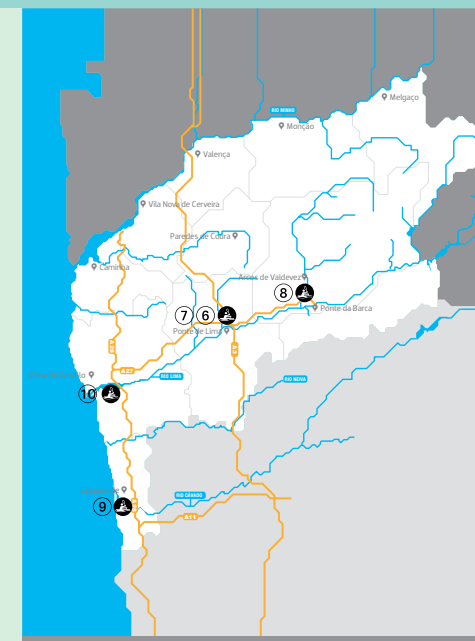 Melgaço
RIO MINHO
Monção
Valença
Vila Nova de Cerveira
Paredes de Coura
Caminha
Arcos de Valdevez
8
Ponte da Barca
7
6
Ponte de Lima
A3
A27
RIO LIMA
RIO NEIVA
10
RIO CÁVADO
9
A11